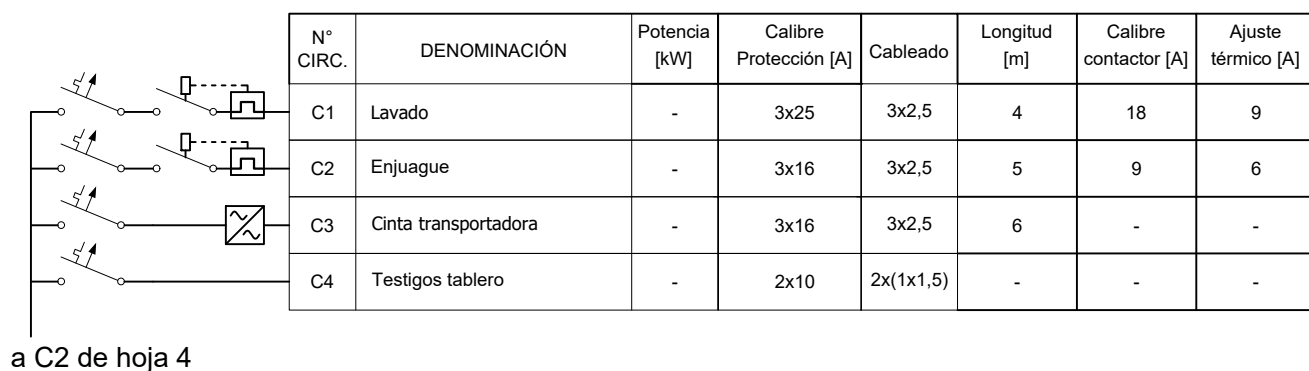 N° CIRC. DENOMINACIÓN Potencia [kW] Calibre Protección [A] Cableado Longitud [m] Calibre contactor [A] Ajuste térmico [A]
C1 Lavado - 3x25 3x2,5 4 18 9
C2 Enjuague - 3x16 3x2,5 5 9 6
C3 Cinta transportadora - 3x16 3x2,5 6 - -
C4 Testigos tablero - 2x10 2x(1x1,5) - - -
a C2 de hoja 4